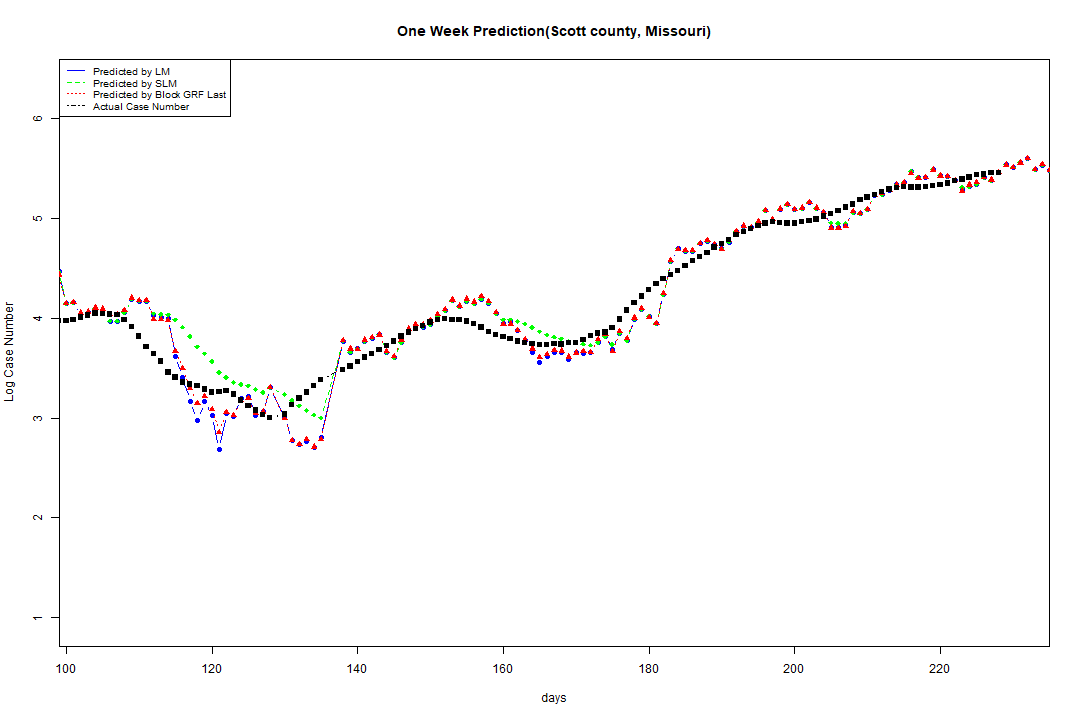 One Week Prediction(Scott county, Missouri)
Predicted by LM
Predicted by SLM
Predicted by Block GRF Last
Actual Case Number
6
5
4
3
2
1
Log Case Number
100 120 140 160 180 200 220
days